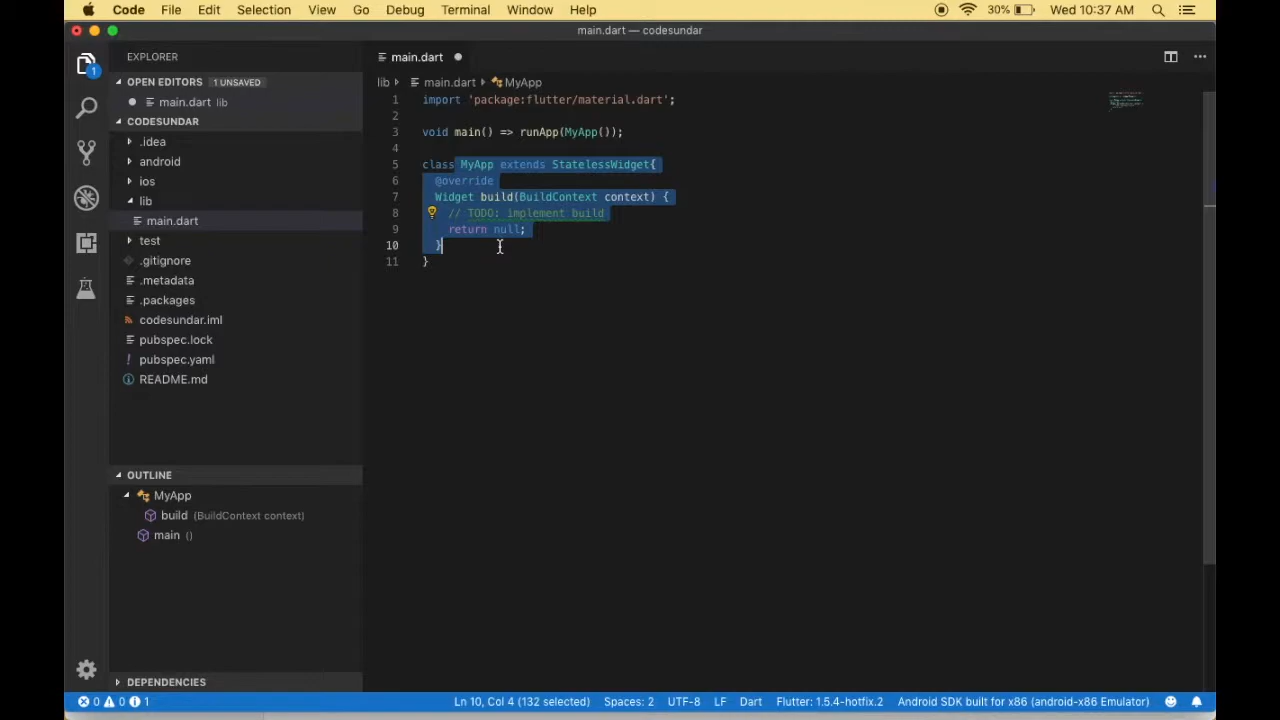 Code File Edit Selection View Go Debug Terminal Window Help 30% Wed 10:37 AM
main.dart — codesundar
EXPLORER
main.dart
OPEN EDITORS 1 UNSAVED
main.dart lib
CODESUNDAR
.idea
android
ios
lib
main.dart
test
.gitignore
.metadata
.packages
codesundar.iml
pubspec.lock
! pubspec.yaml
README.md
OUTLINE
MyApp
build (BuildContext context)
main ()
DEPENDENCIES
1
lib main.dart MyApp
1 import 'package:flutter/material.dart';
2
3 void main() => runApp(MyApp());
4
5 class MyApp extends StatelessWidget{
6 @override
7 Widget build(BuildContext context) {
8 // TODO: implement build
9 return null;
10 }
11 }
0 0 1 Ln 10, Col 4 (132 selected) Spaces: 2 UTF-8 LF Dart Flutter: 1.5.4-hotfix.2 Android SDK built for x86 (android-x86 Emulator)